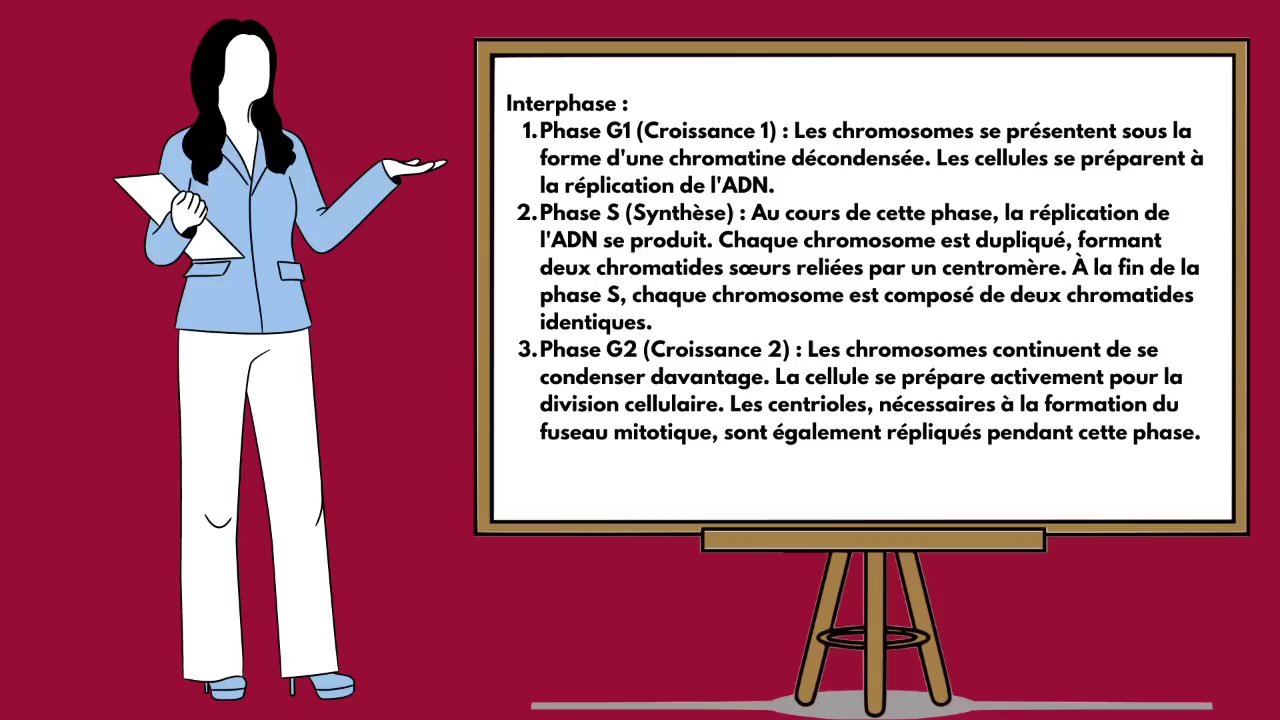 Interphase :
1. Phase G1 (Croissance 1) : Les chromosomes se présentent sous la
forme d'une chromatine décondensée. Les cellules se préparent à
la réplication de l'ADN.
2. Phase S (Synthèse) : Au cours de cette phase, la réplication de
l'ADN se produit. Chaque chromosome est dupliqué, formant
deux chromatides sœurs reliées par un centromère. À la fin de la
phase S, chaque chromosome est composé de deux chromatides
identiques.
3. Phase G2 (Croissance 2) : Les chromosomes continuent de se
condenser davantage. La cellule se prépare activement pour la
division cellulaire. Les centrioles, nécessaires à la formation du
fuseau mitotique, sont également répliqués pendant cette phase.